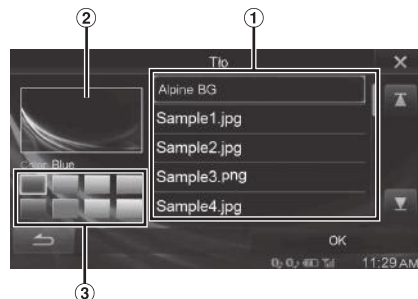 ② ①
Tło
Alpine BG
Sample1.jpg
Sample2.jpg
Color Blue
Sample3.png
Sample4.jpg
OK
11:29 AM
③